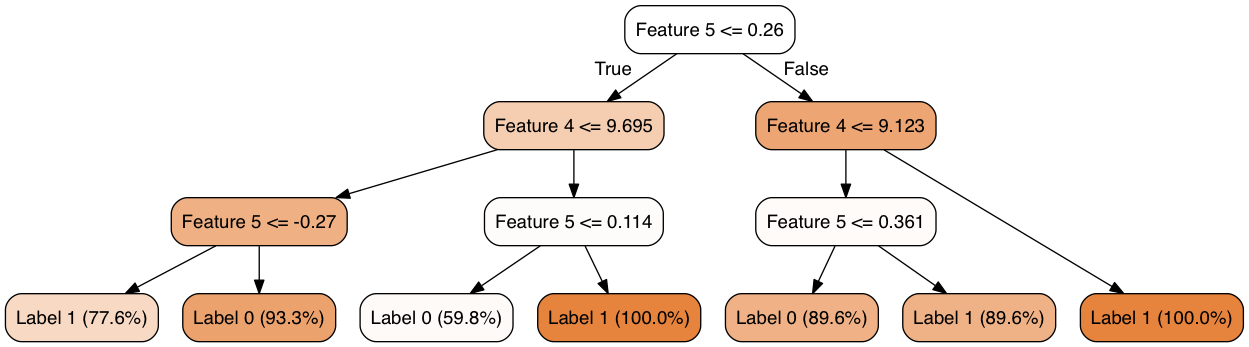 Feature 5 <= 0.26
True
False
Feature 4 <= 9.695
Feature 4 <= 9.123
Feature 5 <= -0.27
Feature 5 <= 0.114
Feature 5 <= 0.361
Label 1 (77.6%)
Label 0 (93.3%)
Label 0 (59.8%)
Label 1 (100.0%)
Label 0 (89.6%)
Label 1 (89.6%)
Label 1 (100.0%)